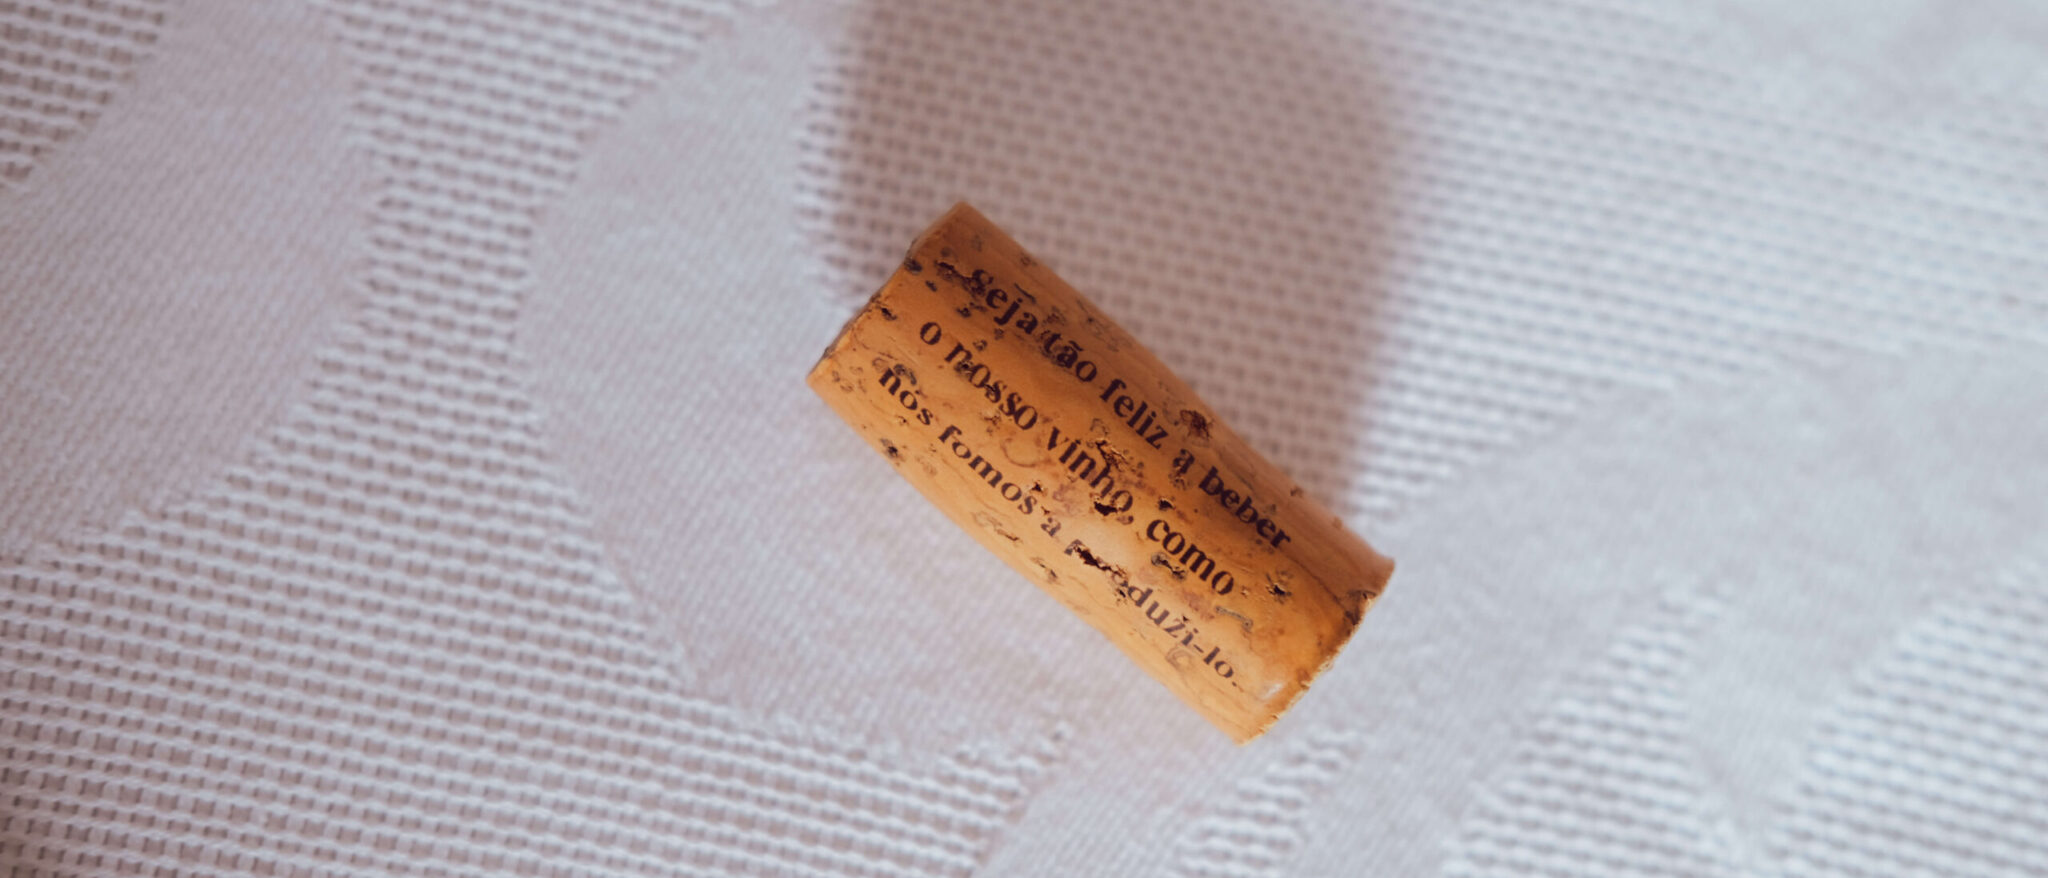 Seja tão feliz a beber
o nosso vinho, como
nós fomos a produzi-lo.